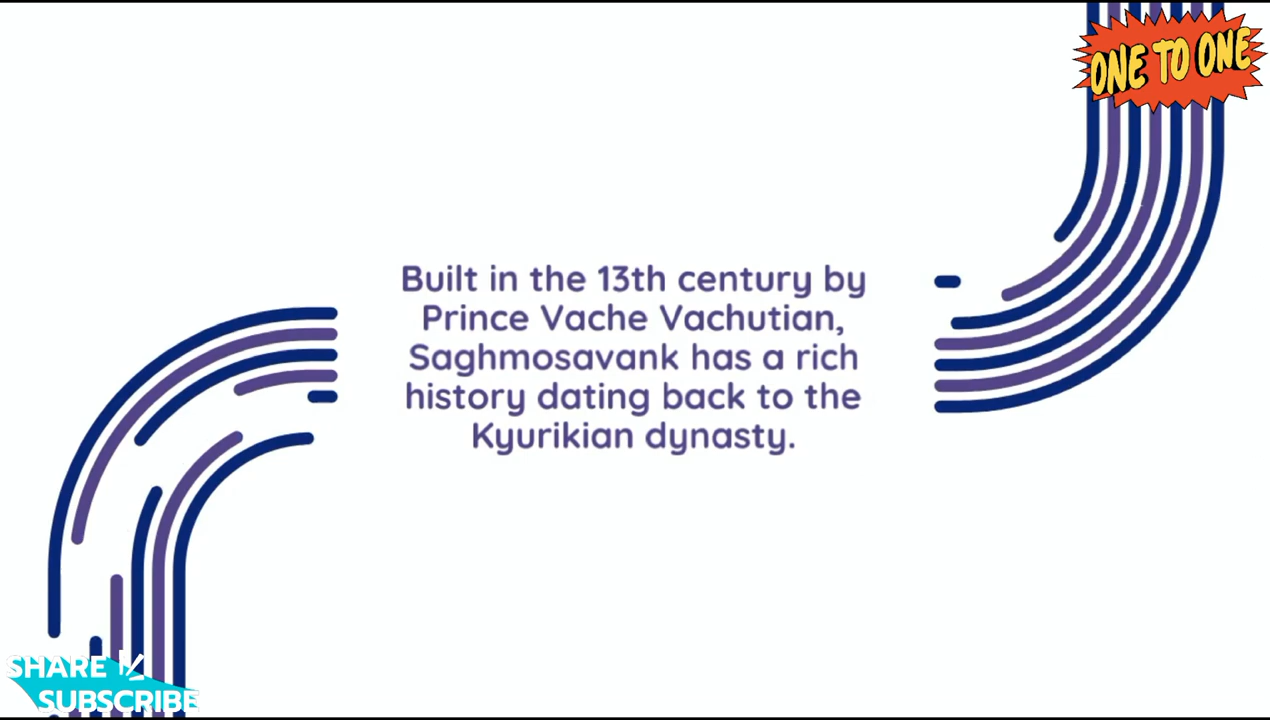 ONE TO ONE
Built in the 13th century by
Prince Vache Vachutian,
Saghmosavank has a rich
history dating back to the
Kyurikian dynasty.
SHARE
SUBSCRIBE